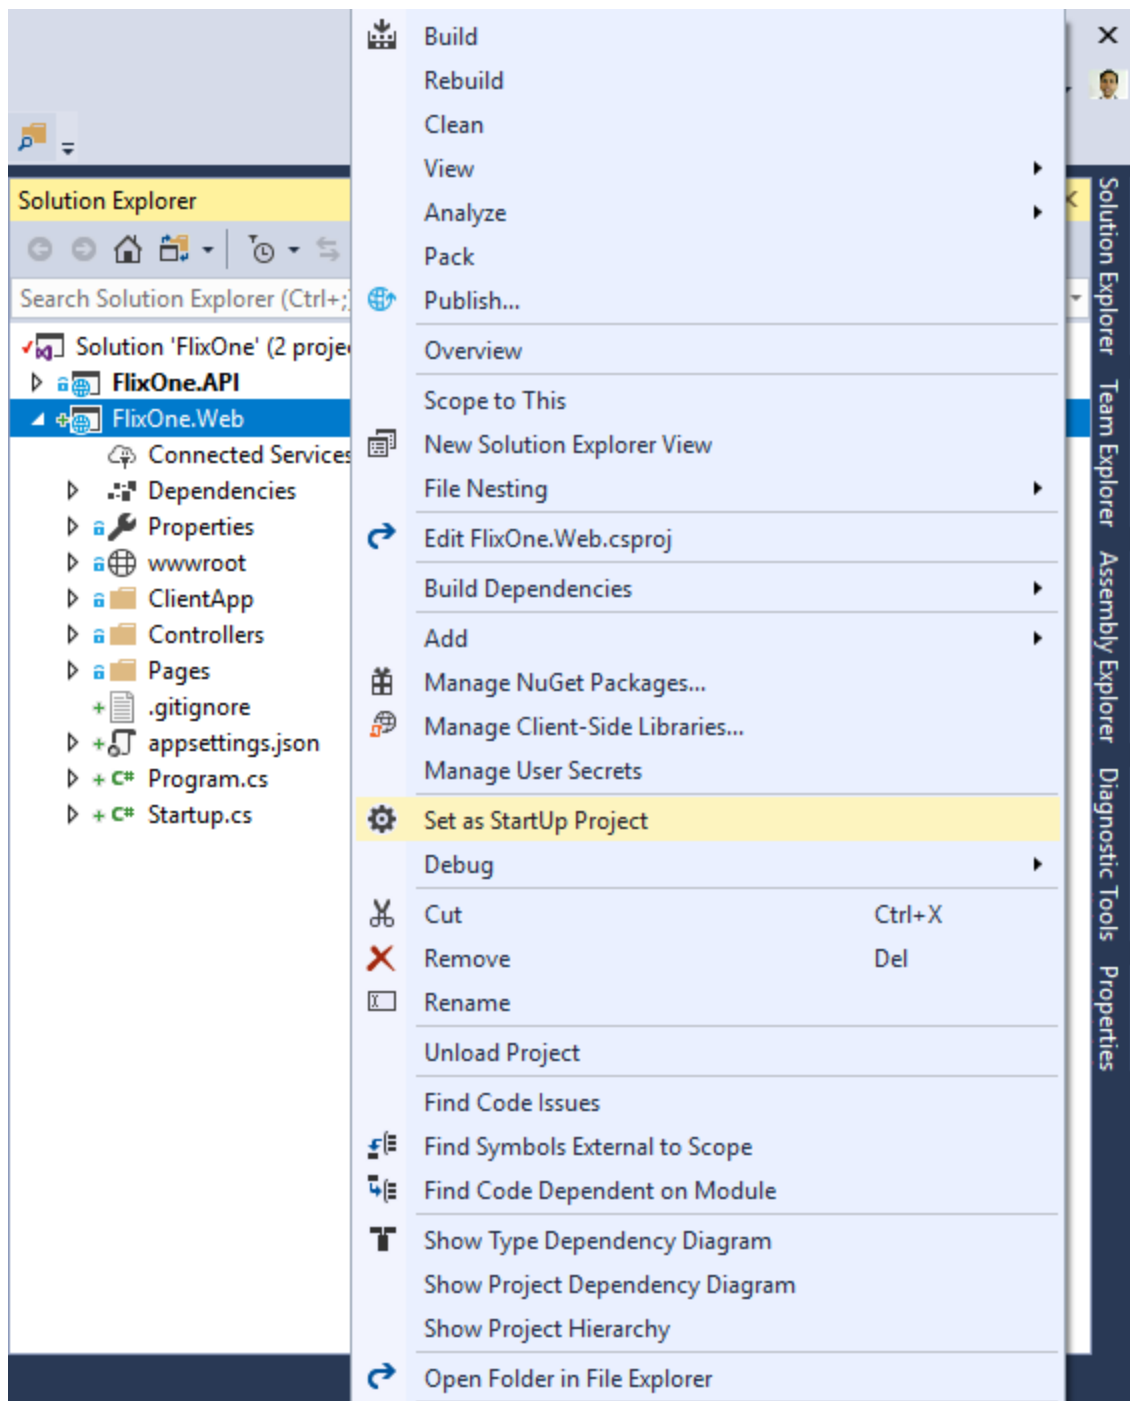 Solution Explorer
Search Solution Explorer (Ctrl+;)
Solution 'FlixOne' (2 proje
FlixOne.API
FlixOne.Web
Connected Services
Dependencies
Properties
wwwroot
ClientApp
Controllers
Pages
.gitignore
appsettings.json
C# Program.cs
C# Startup.cs
Build
Rebuild
Clean
View
Analyze
Pack
Publish...
Overview
Scope to This
New Solution Explorer View
File Nesting
Edit FlixOne.Web.csproj
Build Dependencies
Add
Manage NuGet Packages...
Manage Client-Side Libraries...
Manage User Secrets
Set as StartUp Project
Debug
Cut Ctrl+X
Remove Del
Rename
Unload Project
Find Code Issues
Find Symbols External to Scope
Find Code Dependent on Module
Show Type Dependency Diagram
Show Project Dependency Diagram
Show Project Hierarchy
Open Folder in File Explorer
Solution Explorer
Team Explorer
Assembly Explorer
Diagnostic Tools
Properties